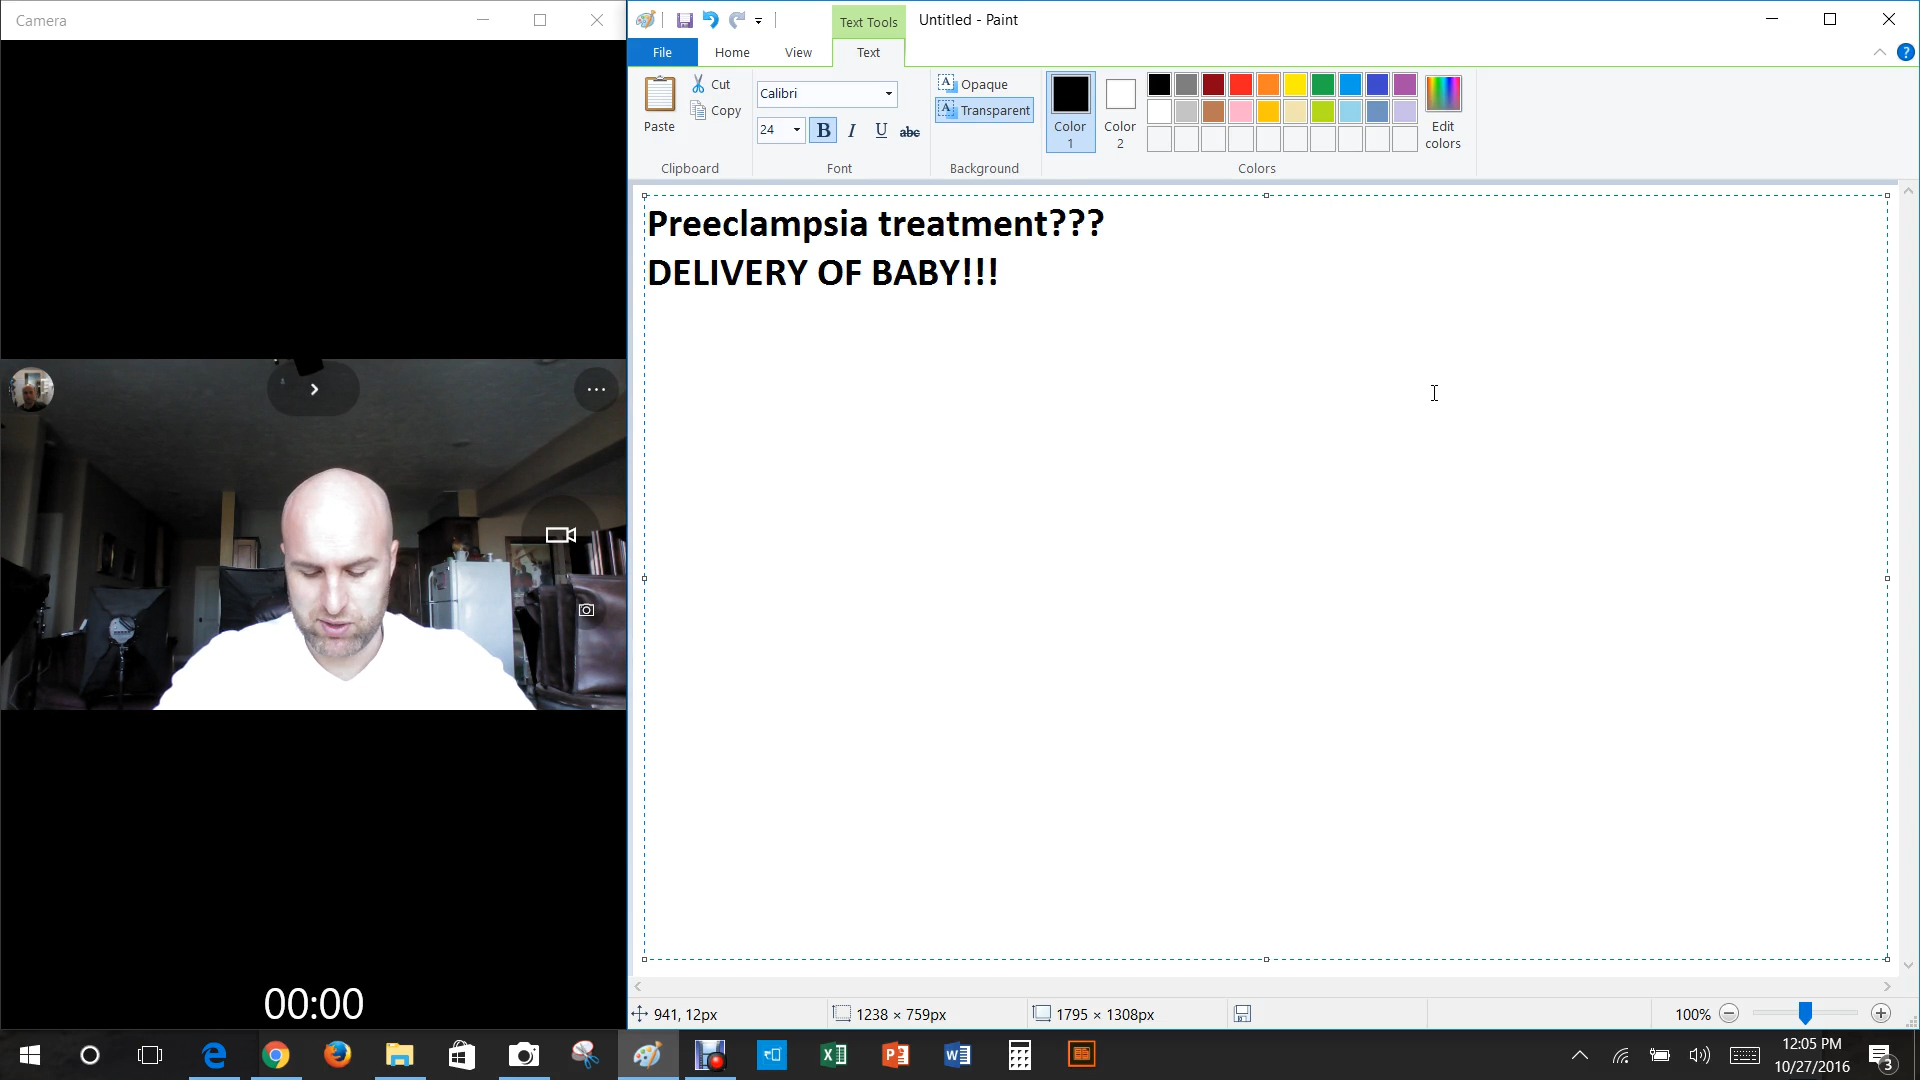 Camera
Text Tools
Untitled - Paint
File
Home
View
Text
Paste
Cut
Copy
Clipboard
Calibri
24
B I U abc
Font
Opaque
Transparent
Background
Color 1
Color 2
Edit colors
Colors
Preeclampsia treatment???
DELIVERY OF BABY!!!
00:00
941, 12px
1238 × 759px
1795 × 1308px
100%
12:05 PM
10/27/2016
3